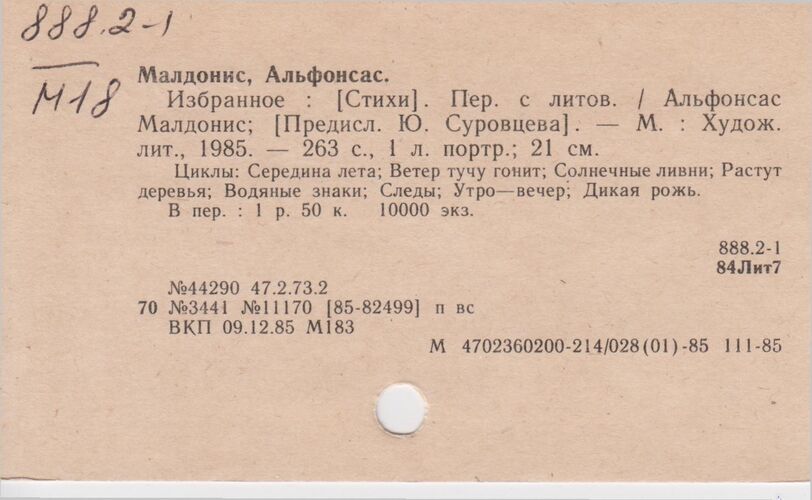 888.2-1
М18
Малдонис, Альфонсас.
Избранное : [Стихи]. Пер. с литов. / Альфонсас
Малдонис; [Предисл. Ю. Суровцева]. — М. : Худож.
лит., 1985. — 263 с., 1 л. портр.; 21 см.
Циклы: Середина лета; Ветер тучу гонит; Солнечные ливни; Растут
деревья; Водяные знаки; Следы; Утро—вечер; Дикая рожь.
В пер. : 1 р. 50 к. 10000 экз.
888.2-1
84Лит7
№44290 47.2.73.2
70 №3441 №11170 [85-82499] п вс
ВКП 09.12.85 М183
М 4702360200-214/028(01)-85 111-85